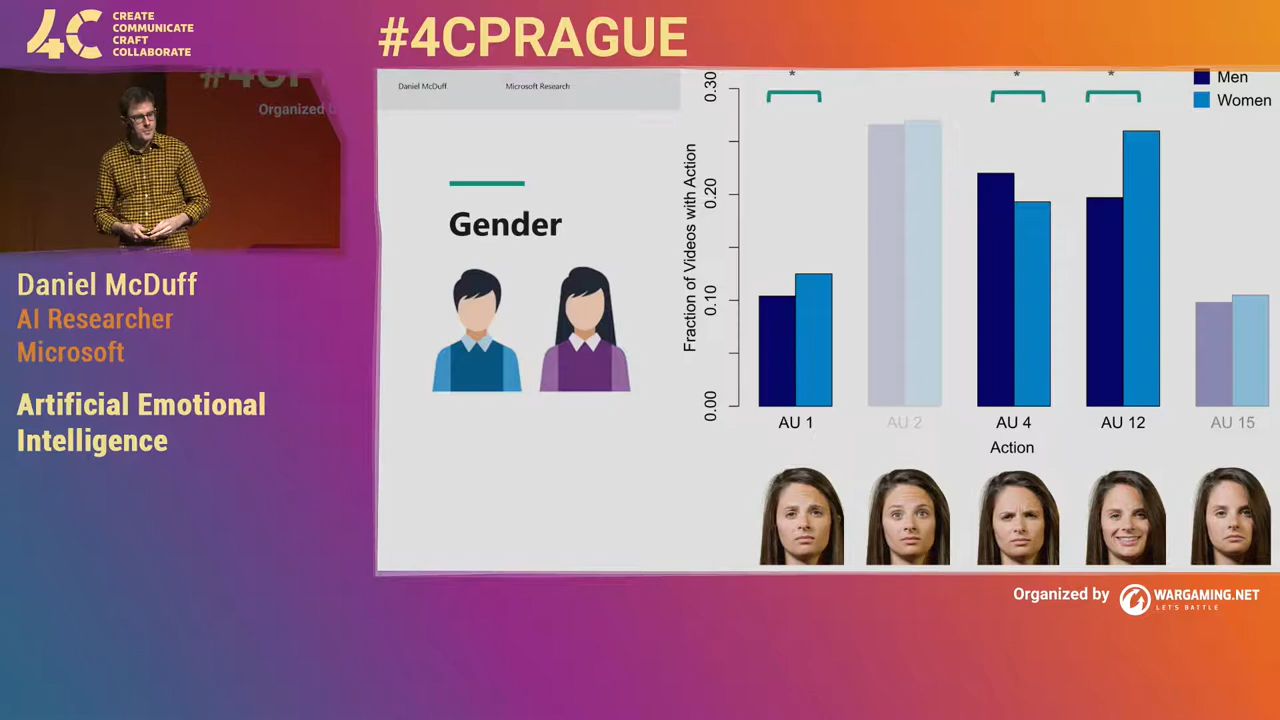 CREATE
COMMUNICATE
CRAFT
COLLABORATE
#4CPRAGUE
Organized
Daniel McDuff
AI Researcher
Microsoft
Artificial Emotional
Intelligence
Daniel McDuff Microsoft Research
Gender
Men
Women
* * *
Fraction of Videos with Action
0.30
0.20
0.10
0.00
AU 1 AU 2 AU 4 AU 12 AU 15
Action
Organized by WARGAMING.NET
LET'S BATTLE